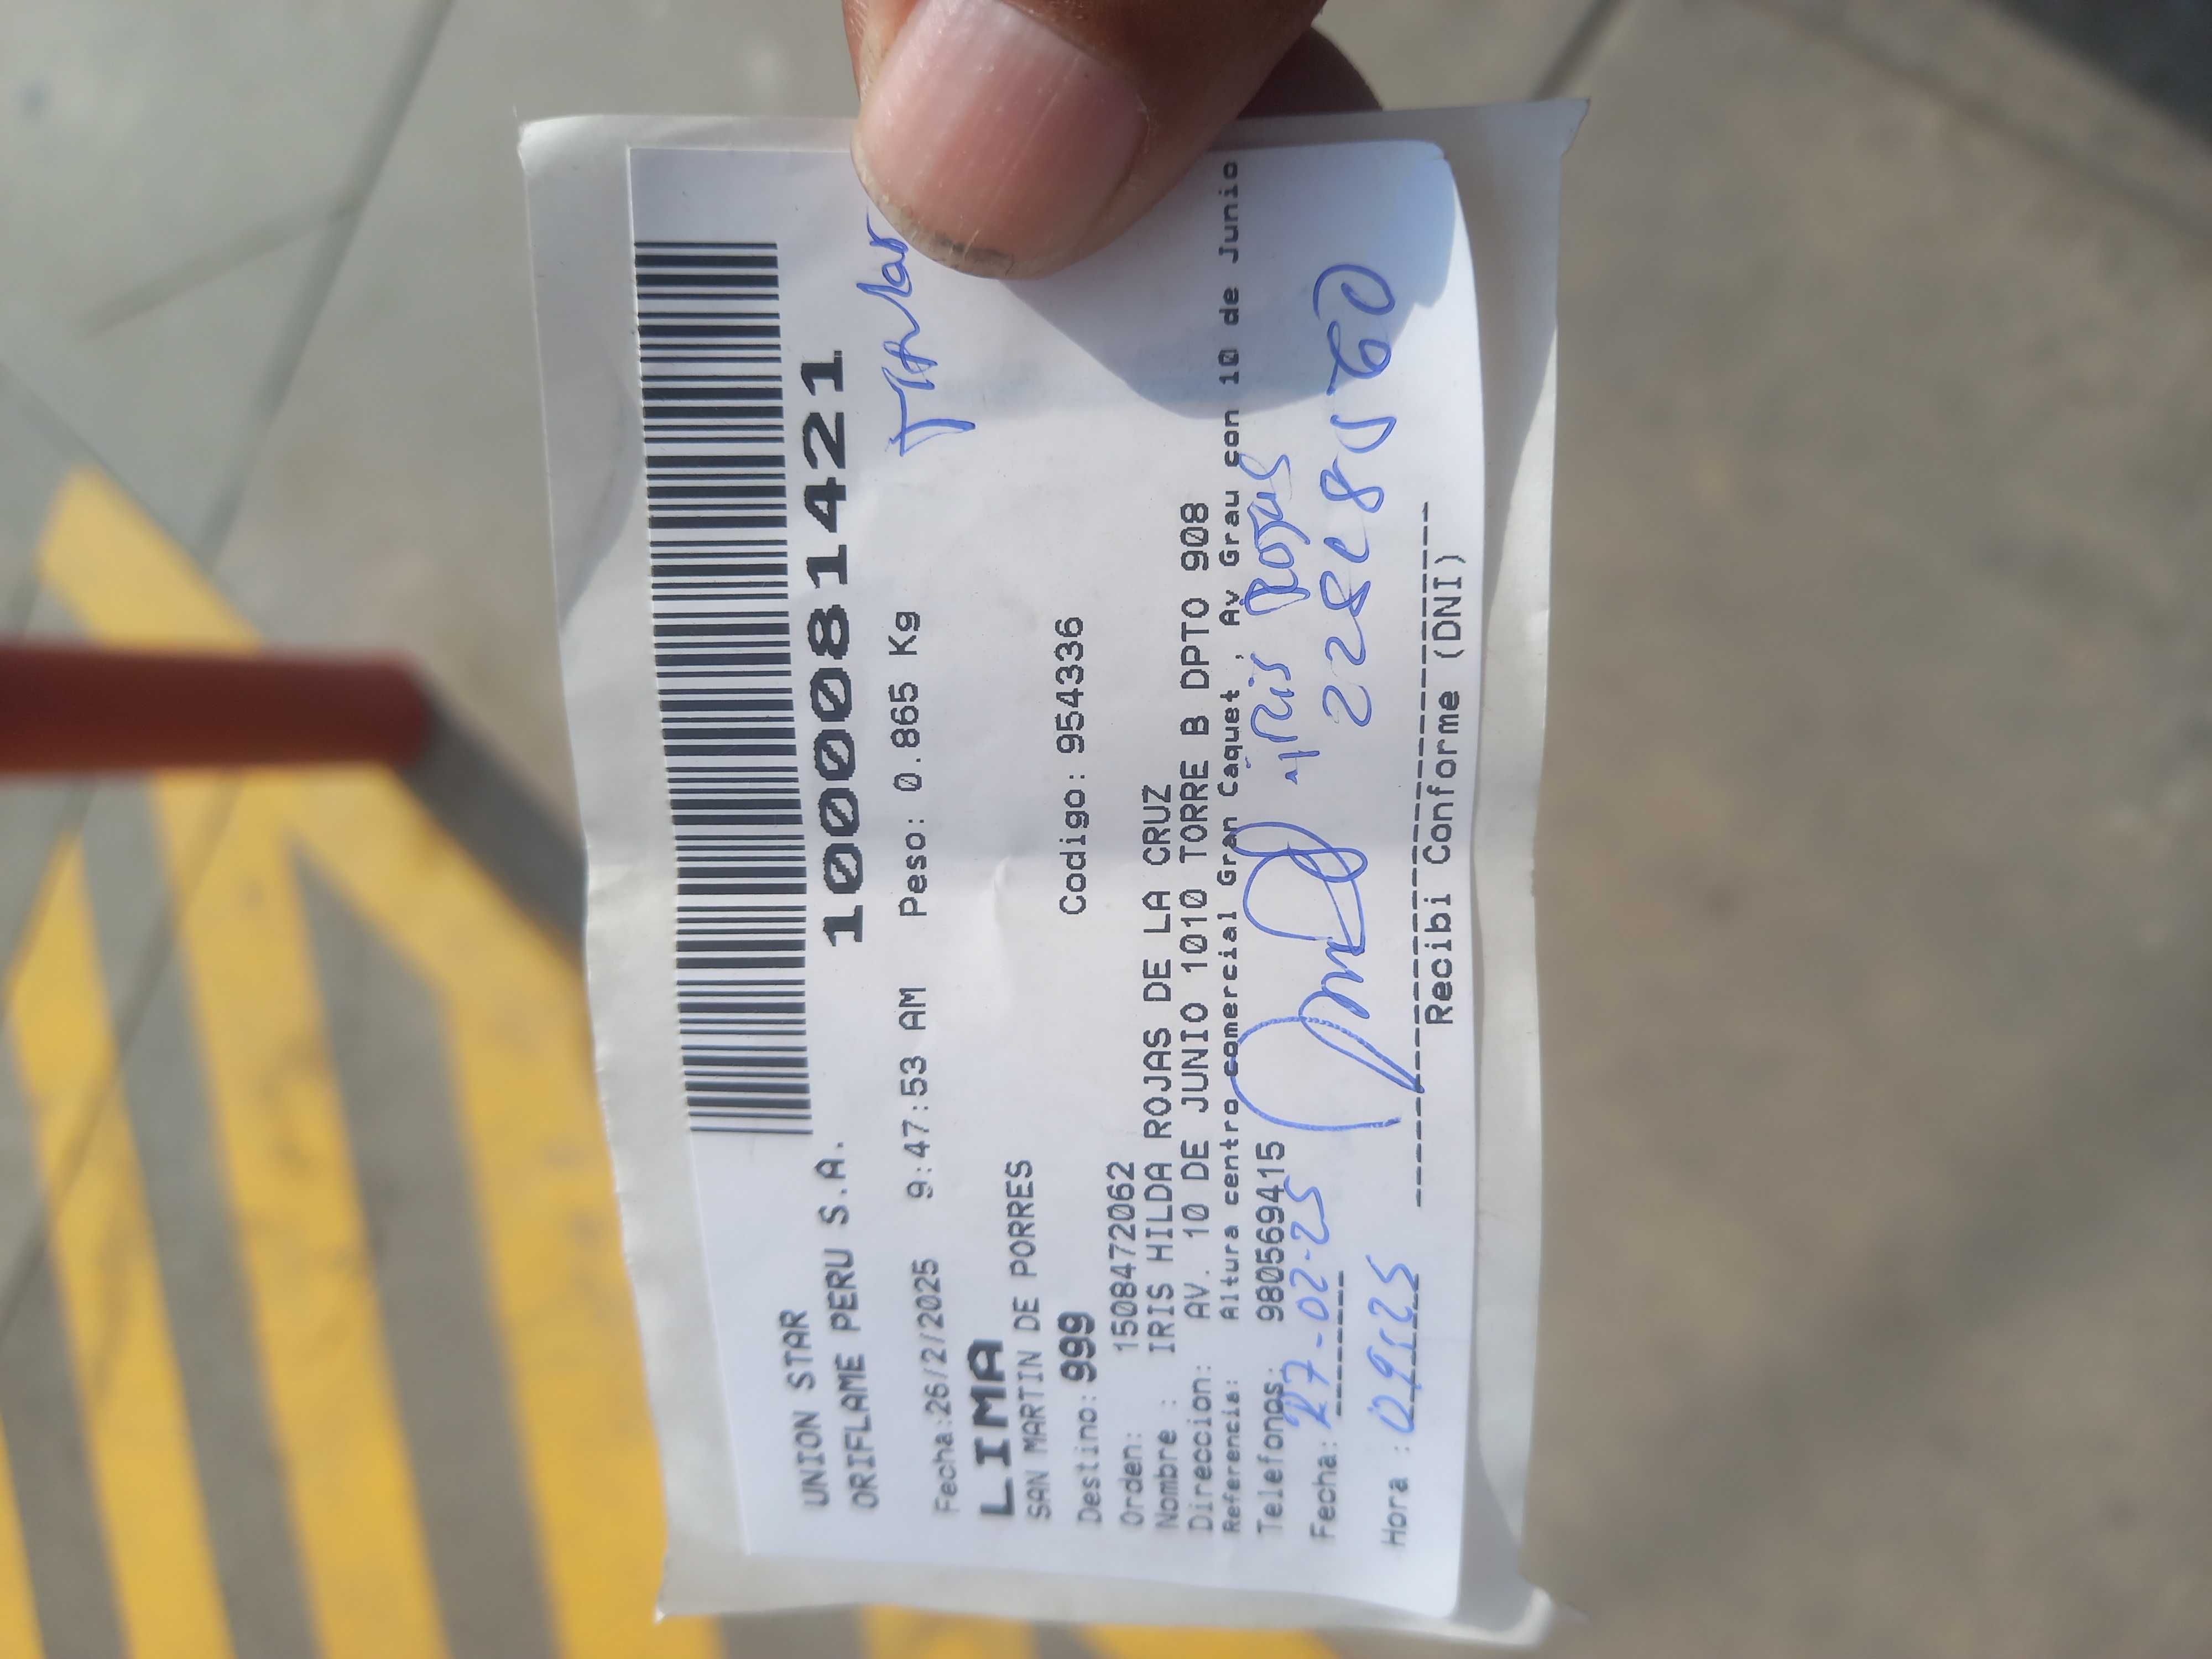 UNION STAR
ORIFLAME PERU S.A.
1000081421
Fecha:26/2/2025 9:47:53 AM Peso: 0.865 Kg
Titular
LIMA
SAN MARTIN DE PORRES
Destino: 999 Codigo: 954336
Orden: 1508472062
Nombre : IRIS HILDA ROJAS DE LA CRUZ
Direccion: AV. 10 DE JUNIO 1010 TORRE B DPTO 908
Referencia: Altura centro comercial Gran Caquet , Av Grau con 10 de Junio
Telefonos: 980569415
iris Rojas
Fecha: 27-02-25
Hora :
Recibi Conforme (DNI)